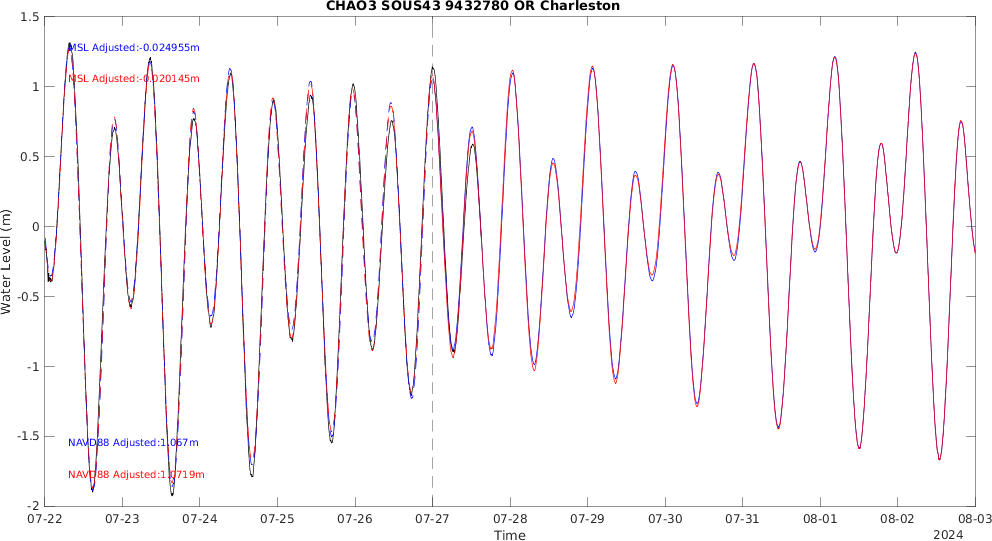 CHAO3 SOUS43 9432780 OR Charleston
MSL Adjusted:-0.024955m
MSL Adjusted:-0.020145m
NAVD88 Adjusted:1.067m
NAVD88 Adjusted:1.0719m
Water Level (m)
1.5
1
0.5
0
-0.5
-1
-1.5
-2
07-22 07-23 07-24 07-25 07-26 07-27 07-28 07-29 07-30 07-31 08-01 08-02 08-03
Time
2024